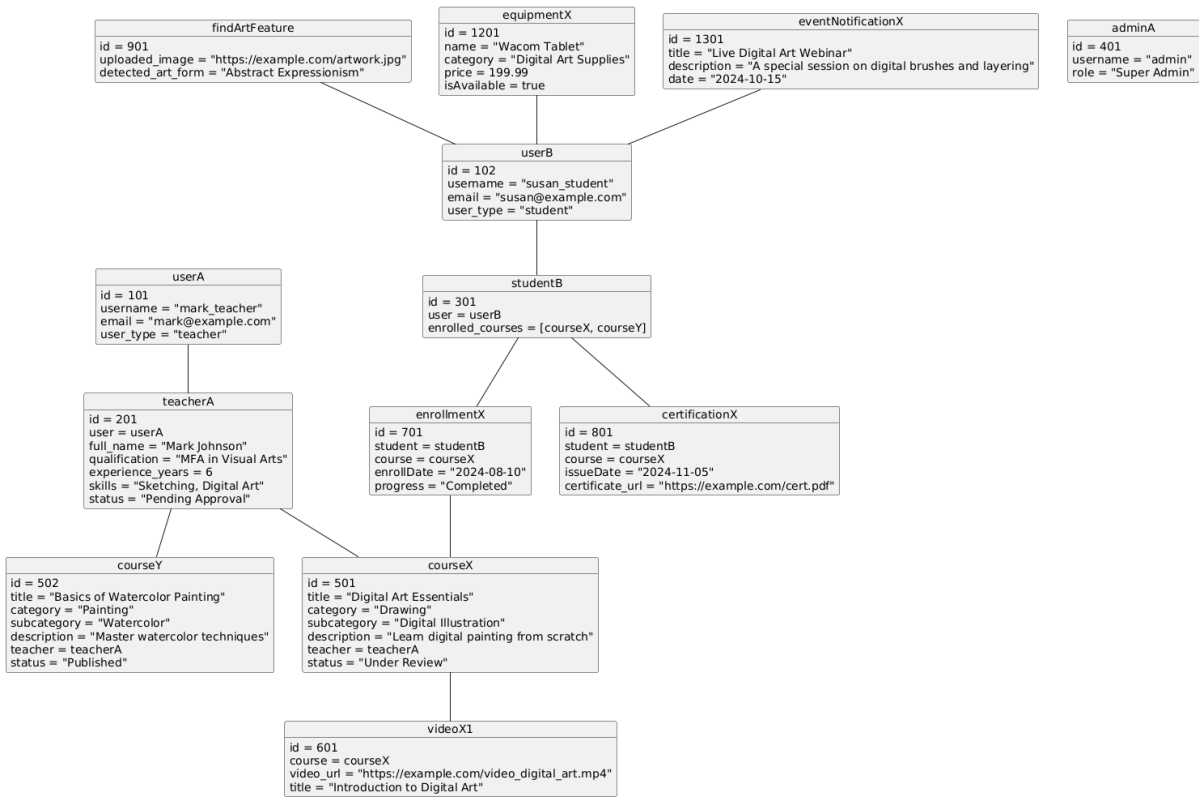 findArtFeature
id = 901
uploaded_image = "https://example.com/artwork.jpg"
detected_art_form = "Abstract Expressionism"
equipmentX
id = 1201
name = "Wacom Tablet"
category = "Digital Art Supplies"
price = 199.99
isAvailable = true
eventNotificationX
id = 1301
title = "Live Digital Art Webinar"
description = "A special session on digital brushes and layering"
date = "2024-10-15"
adminA
id = 401
username = "admin"
role = "Super Admin"
userB
id = 102
username = "susan_student"
email = "susan@example.com"
user_type = "student"
userA
id = 101
username = "mark_teacher"
email = "mark@example.com"
user_type = "teacher"
studentB
id = 301
user = userB
enrolled_courses = [courseX, courseY]
teacherA
id = 201
user = userA
full_name = "Mark Johnson"
qualification = "MFA in Visual Arts"
experience_years = 6
skills = "Sketching, Digital Art"
status = "Pending Approval"
enrollmentX
id = 701
student = studentB
course = courseX
enrollDate = "2024-08-10"
progress = "Completed"
certificationX
id = 801
student = studentB
course = courseX
issueDate = "2024-11-05"
certificate_url = "https://example.com/cert.pdf"
courseY
id = 502
title = "Basics of Watercolor Painting"
category = "Painting"
subcategory = "Watercolor"
description = "Master watercolor techniques"
teacher = teacherA
status = "Published"
courseX
id = 501
title = "Digital Art Essentials"
category = "Drawing"
subcategory = "Digital Illustration"
description = "Learn digital painting from scratch"
teacher = teacherA
status = "Under Review"
videoX1
id = 601
course = courseX
video_url = "https://example.com/video_digital_art.mp4"
title = "Introduction to Digital Art"